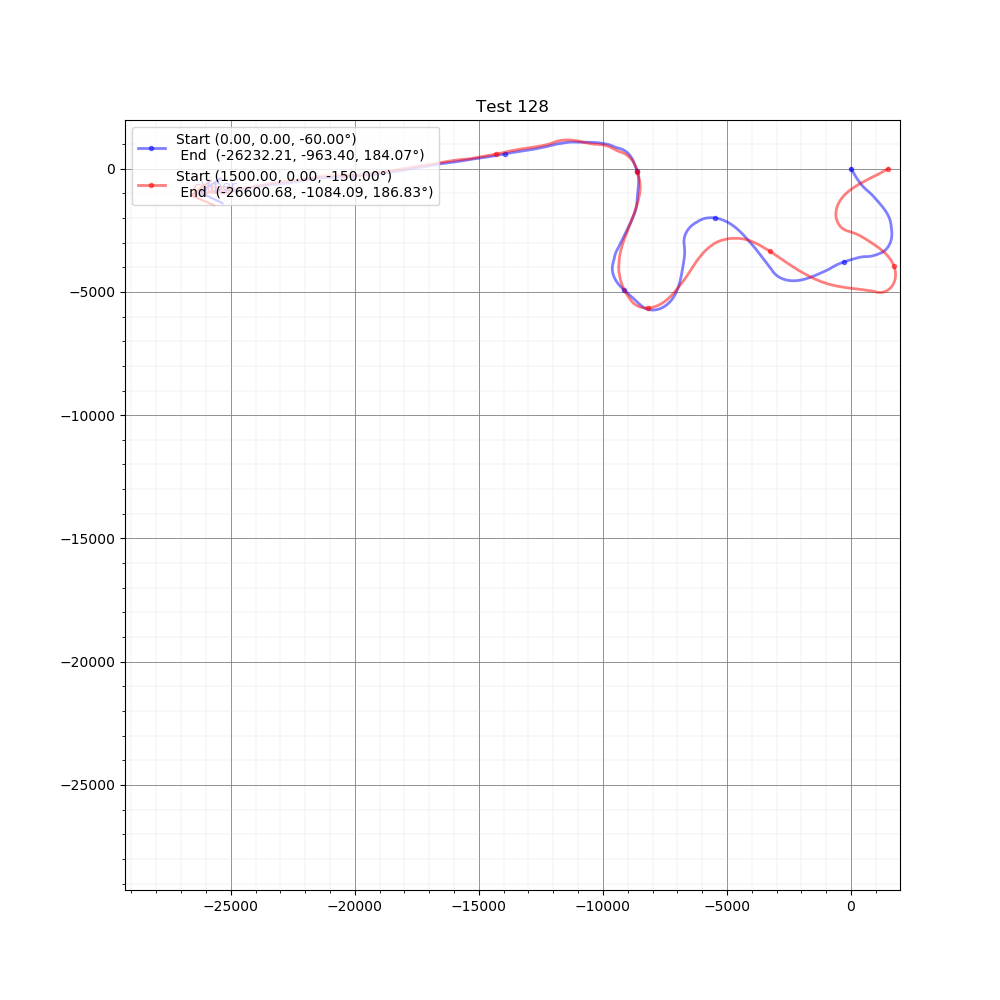 Test 128
Start (0.00, 0.00, -60.00°)
End (-26232.21, -963.40, 184.07°)
Start (1500.00, 0.00, -150.00°)
End (-26600.68, -1084.09, 186.83°)
0
−5000
−10000
−15000
−20000
−25000
−25000 −20000 −15000 −10000 −5000 0